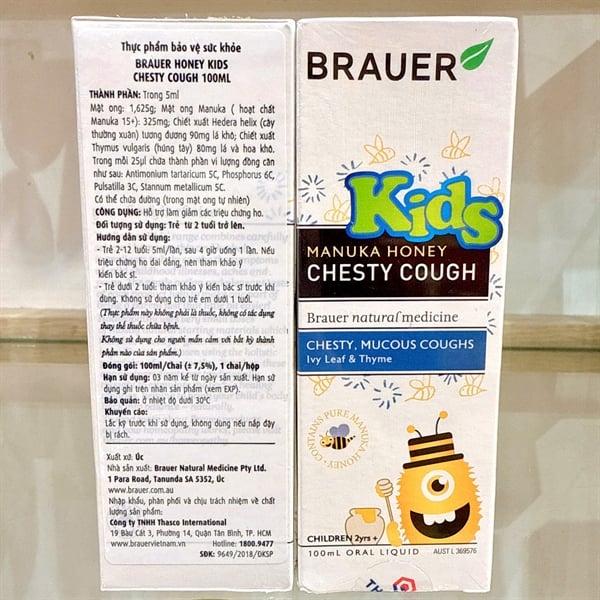 Thực phẩm bảo vệ sức khỏe
BRAUER HONEY KIDS
CHESTY COUGH 100ML
THÀNH PHẦN: Trong 5ml
Mật ong: 1,625g; Mật ong Manuka ( hoạt chất
Manuka 15+): 325mg; Chiết xuất Hedera helix (cây
thường xuân) tương đương 90mg lá khô; Chiết xuất
Thymus vulgaris (húng tây) 80mg lá và hoa khô.
Trong mỗi 25µl chứa thành phần vi lượng đồng căn
như sau: Antimonium tartaricum 5C, Phosphorus 6C,
Pulsatilla 3C, Stannum metallicum 5C.
Có thể chứa đường (trong mật ong tự nhiên)
CÔNG DỤNG: Hỗ trợ làm giảm các triệu chứng ho.
Đối tượng sử dụng: Trẻ từ 2 tuổi trở lên.
Hướng dẫn sử dụng:
- Trẻ 2-12 tuổi: 5ml/lần, sau 4 giờ uống 1 lần. Nếu
triệu chứng ho dai dẳng, nên tham khảo ý
kiến bác sĩ.
- Trẻ dưới 2 tuổi: tham khảo ý kiến bác sĩ trước khi
dùng. Không sử dụng cho trẻ em dưới 1 tuổi.
(Thực phẩm này không phải là thuốc, không có tác dụng
thay thế thuốc chữa bệnh.
Không sử dụng cho người mẫn cảm với bất kỳ thành
phần nào của sản phẩm.)
Đóng gói: 100ml/Chai (± 7,5%), 1 chai/hộp
Hạn sử dụng: 03 năm kể từ ngày sản xuất. Hạn sử
dụng ghi trên nhãn sản phẩm (xem EXP).
Bảo quản: ở nhiệt độ dưới 30°C
Khuyến cáo:
Lắc kỹ trước khi sử dụng, không dùng nếu nắp đậy
bị rách.
Xuất xứ: Úc
Nhà sản xuất: Brauer Natural Medicine Pty Ltd.
1 Para Road, Tanunda SA 5352, Úc
www.brauer.com.au
Nhập khẩu, phân phối và chịu trách nhiệm về chất
lượng sản phẩm:
Công ty TNHH Thasco International
19 Bàu Cát 3, Phường 14, Quận Tân Bình, TP. HCM
www.brauervietnam.vn Hotline: 1800.9477
SĐK: 9649/2018/ĐKSP
BRAUER
Kids
MANUKA HONEY
CHESTY COUGH
Brauer natural medicine
CHESTY, MUCOUS COUGHS
Ivy Leaf & Thyme
CONTAINS PURE MANUKA HONEY
CHILDREN 2yrs +
100mL ORAL LIQUID AUST L 369576